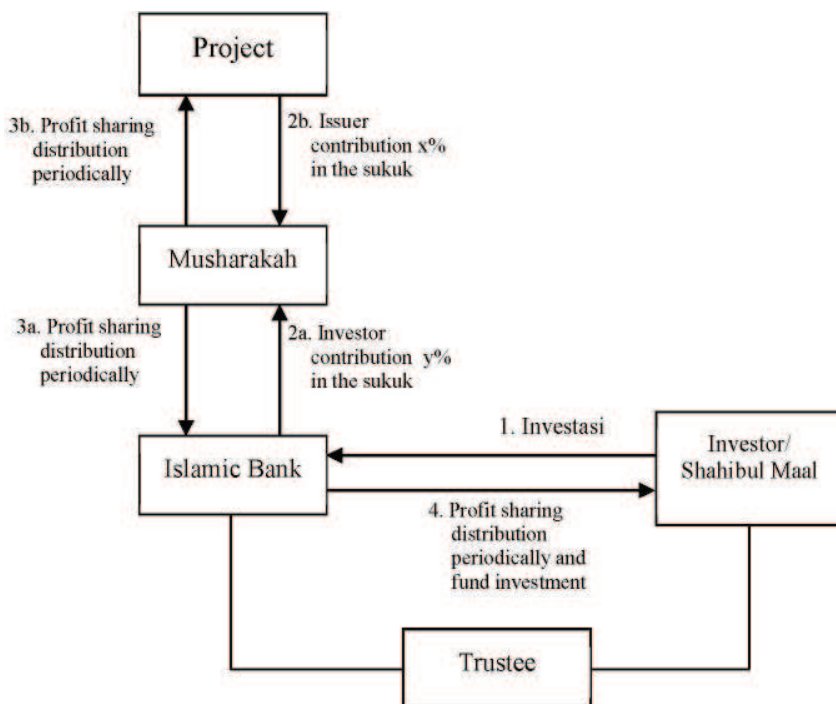 Project
3b. Profit sharing
distribution
periodically
2b. Issuer
contribution x%
in the sukuk
Musharakah
3a. Profit sharing
distribution
periodically
2a. Investor
contribution y%
in the sukuk
1. Investasi
Islamic Bank
Investor/
Shahibul Maal
4. Profit sharing
distribution
periodically and
fund investment
Trustee